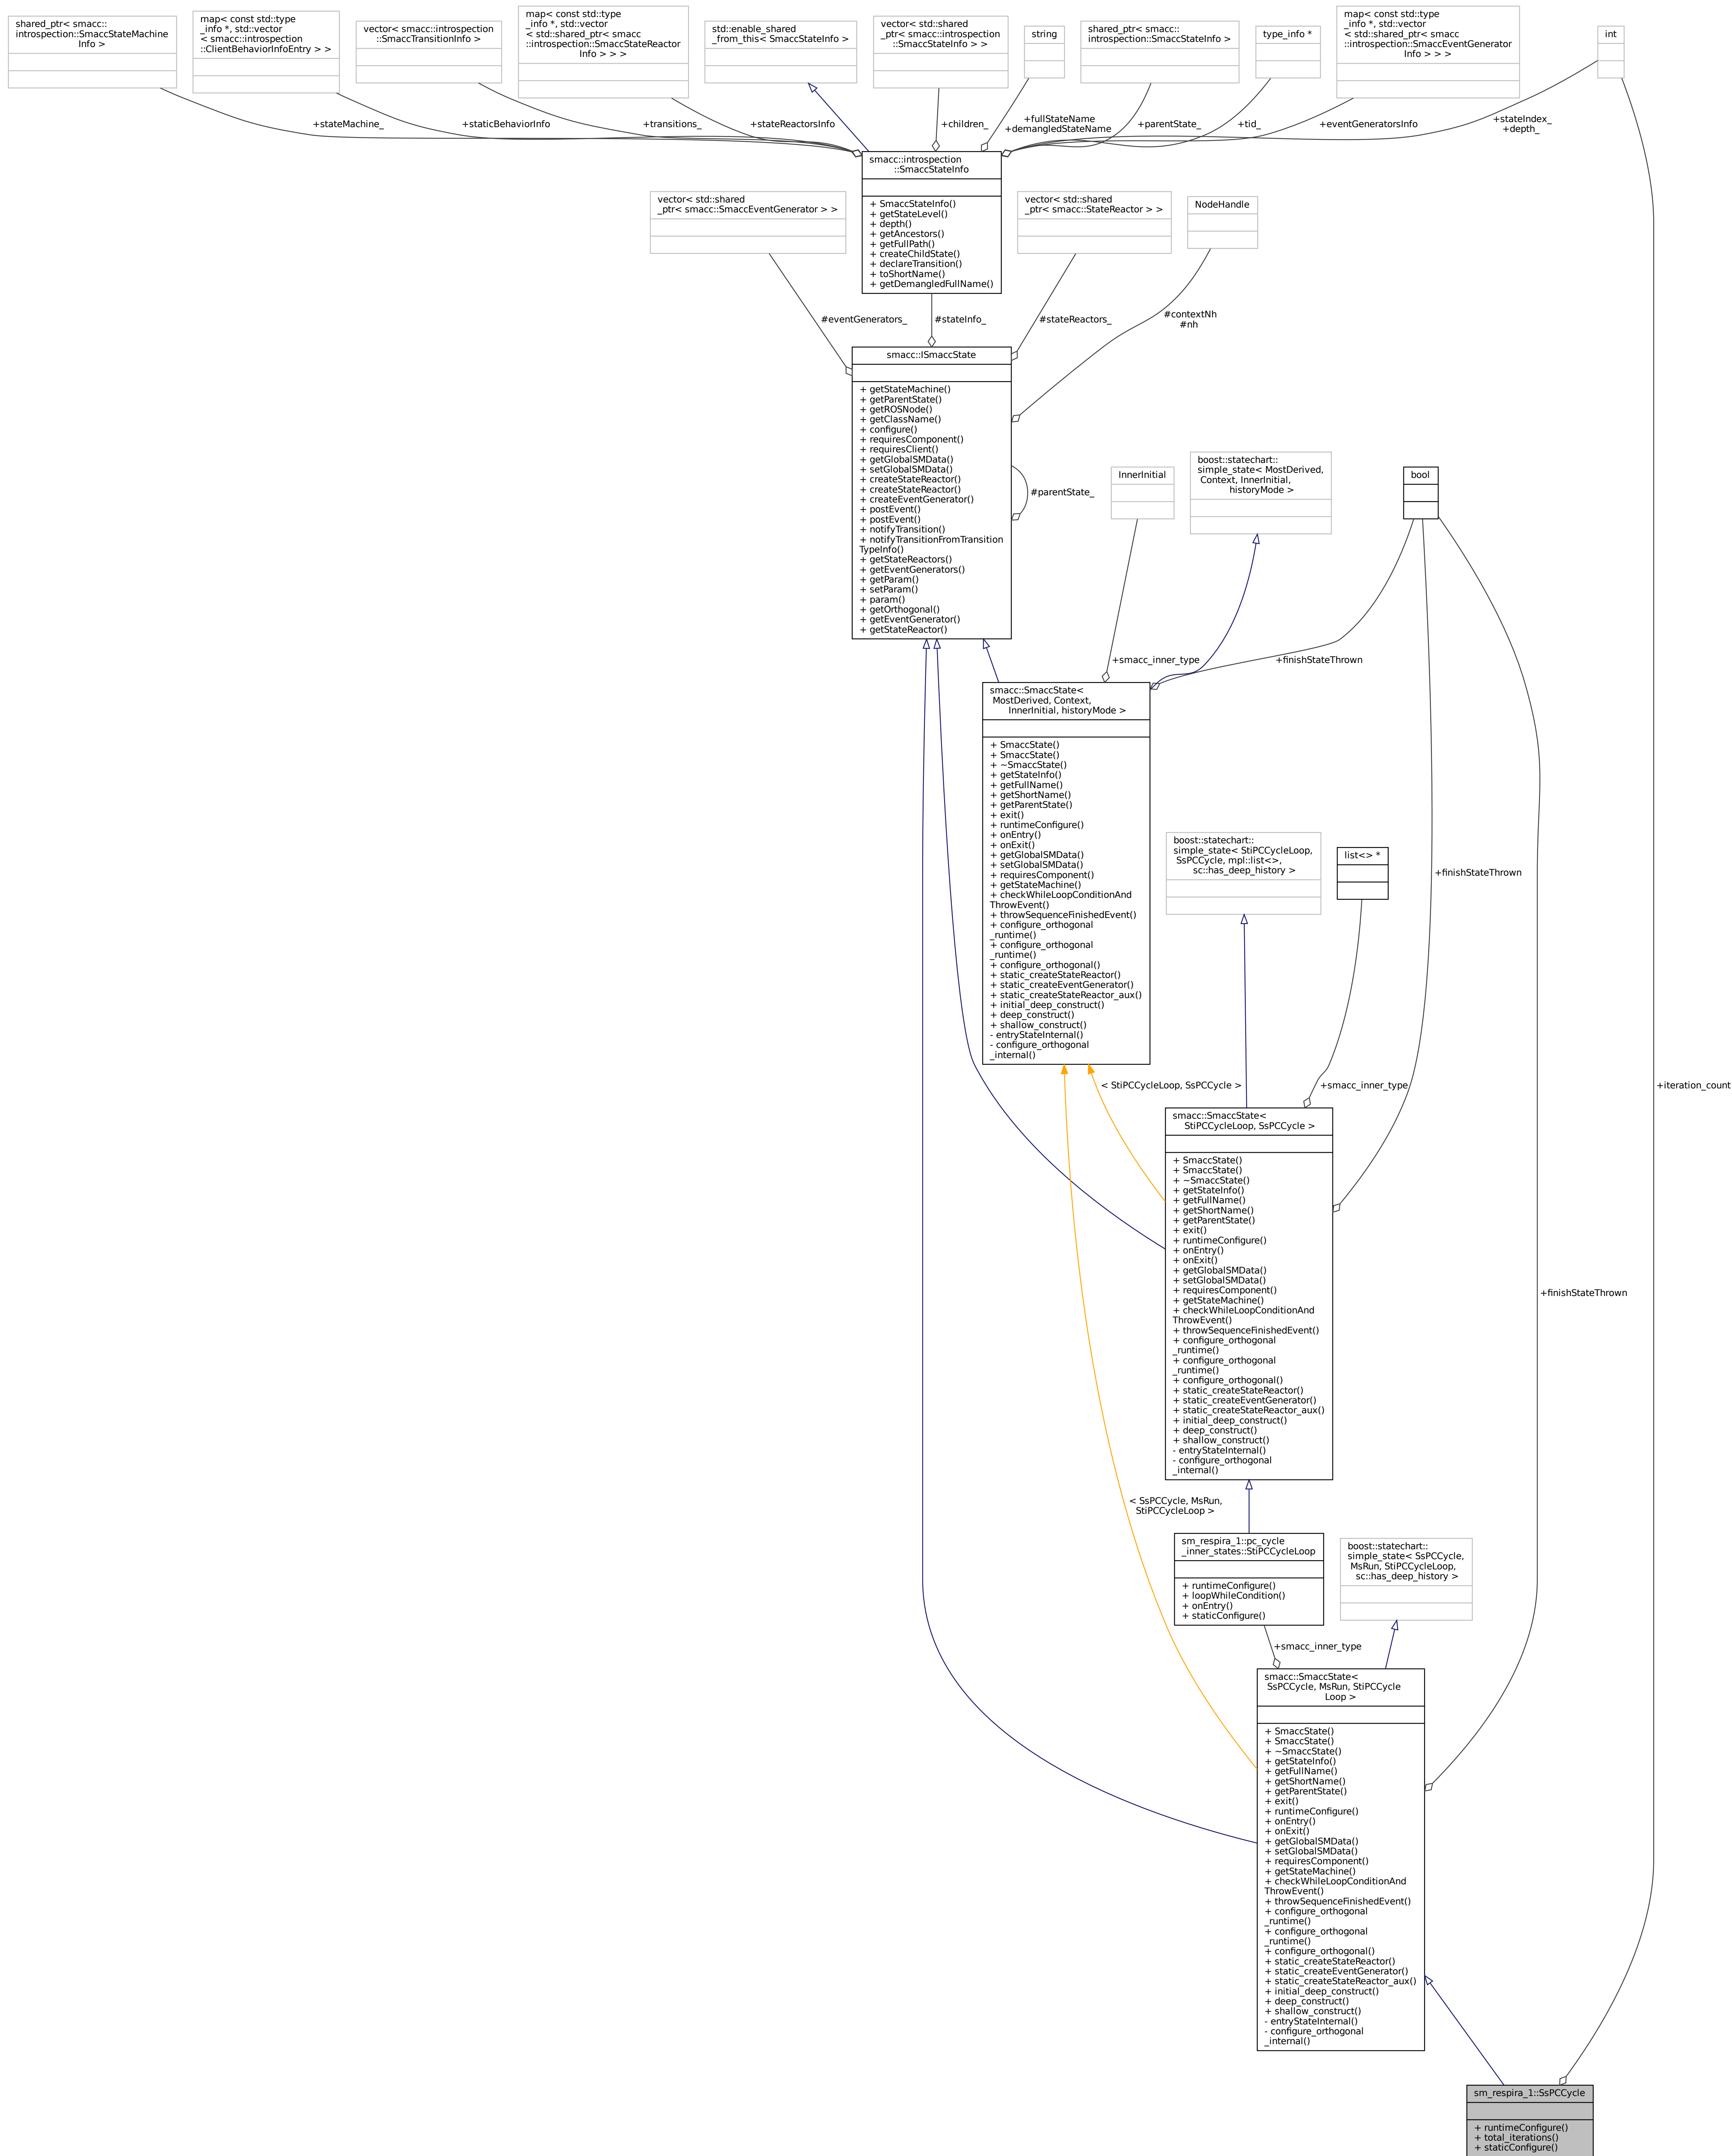 shared_ptr< smacc::
introspection::SmaccStateMachine
Info >
map< const std::type
_info *, std::vector
< smacc::introspection
::ClientBehaviorInfoEntry > >
vector< smacc::introspection
::SmaccTransitionInfo >
map< const std::type
_info *, std::vector
< std::shared_ptr< smacc
::introspection::SmaccStateReactor
Info > > >
std::enable_shared
_from_this< SmaccStateInfo >
vector< std::shared
_ptr< smacc::introspection
::SmaccStateInfo > >
string
shared_ptr< smacc::
introspection::SmaccStateInfo >
type_info *
map< const std::type
_info *, std::vector
< std::shared_ptr< smacc
::introspection::SmaccEventGenerator
Info > > >
int
+stateMachine_
+staticBehaviorInfo
+transitions_
+stateReactorsInfo
+children_
+fullStateName
+demangledStateName
+parentState_
+tid_
+eventGeneratorsInfo
+stateIndex_
+depth_
smacc::introspection
::SmaccStateInfo
+ SmaccStateInfo()
+ getStateLevel()
+ depth()
+ getAncestors()
+ getFullPath()
+ createChildState()
+ declareTransition()
+ toShortName()
+ getDemangledFullName()
vector< std::shared
_ptr< smacc::SmaccEventGenerator > >
vector< std::shared
_ptr< smacc::StateReactor > >
NodeHandle
#eventGenerators_
#stateInfo_
#stateReactors_
#contextNh
#nh
smacc::ISmaccState
+ getStateMachine()
+ getParentState()
+ getROSNode()
+ getClassName()
+ configure()
+ requiresComponent()
+ requiresClient()
+ getGlobalSMData()
+ setGlobalSMData()
+ createStateReactor()
+ createStateReactor()
+ createEventGenerator()
+ postEvent()
+ postEvent()
+ notifyTransition()
+ notifyTransitionFromTransition
TypeInfo()
+ getStateReactors()
+ getEventGenerators()
+ getParam()
+ setParam()
+ param()
+ getOrthogonal()
+ getEventGenerator()
+ getStateReactor()
#parentState_
InnerInitial
boost::statechart::
simple_state< MostDerived,
Context, InnerInitial,
historyMode >
bool
+smacc_inner_type
+finishStateThrown
smacc::SmaccState<
MostDerived, Context,
InnerInitial, historyMode >
+ SmaccState()
+ SmaccState()
+ ~SmaccState()
+ getStateInfo()
+ getFullName()
+ getShortName()
+ getParentState()
+ exit()
+ runtimeConfigure()
+ onEntry()
+ onExit()
+ getGlobalSMData()
+ setGlobalSMData()
+ requiresComponent()
+ getStateMachine()
+ checkWhileLoopConditionAnd
ThrowEvent()
+ throwSequenceFinishedEvent()
+ configure_orthogonal
_runtime()
+ configure_orthogonal
_runtime()
+ configure_orthogonal()
+ static_createStateReactor()
+ static_createEventGenerator()
+ static_createStateReactor_aux()
+ initial_deep_construct()
+ deep_construct()
+ shallow_construct()
- entryStateInternal()
- configure_orthogonal
_internal()
boost::statechart::
simple_state< StiPCCycleLoop,
SsPCCycle, mpl::list<>,
sc::has_deep_history >
list<> *
+finishStateThrown
< StiPCCycleLoop, SsPCCycle >
+smacc_inner_type
+iteration_count
smacc::SmaccState<
StiPCCycleLoop, SsPCCycle >
+ SmaccState()
+ SmaccState()
+ ~SmaccState()
+ getStateInfo()
+ getFullName()
+ getShortName()
+ getParentState()
+ exit()
+ runtimeConfigure()
+ onEntry()
+ onExit()
+ getGlobalSMData()
+ setGlobalSMData()
+ requiresComponent()
+ getStateMachine()
+ checkWhileLoopConditionAnd
ThrowEvent()
+ throwSequenceFinishedEvent()
+ configure_orthogonal
_runtime()
+ configure_orthogonal
_runtime()
+ configure_orthogonal()
+ static_createStateReactor()
+ static_createEventGenerator()
+ static_createStateReactor_aux()
+ initial_deep_construct()
+ deep_construct()
+ shallow_construct()
- entryStateInternal()
- configure_orthogonal
_internal()
+finishStateThrown
< SsPCCycle, MsRun,
StiPCCycleLoop >
sm_respira_1::pc_cycle
_inner_states::StiPCCycleLoop
+ runtimeConfigure()
+ loopWhileCondition()
+ onEntry()
+ staticConfigure()
boost::statechart::
simple_state< SsPCCycle,
MsRun, StiPCCycleLoop,
sc::has_deep_history >
+smacc_inner_type
smacc::SmaccState<
SsPCCycle, MsRun, StiPCCycle
Loop >
+ SmaccState()
+ SmaccState()
+ ~SmaccState()
+ getStateInfo()
+ getFullName()
+ getShortName()
+ getParentState()
+ exit()
+ runtimeConfigure()
+ onEntry()
+ onExit()
+ getGlobalSMData()
+ setGlobalSMData()
+ requiresComponent()
+ getStateMachine()
+ checkWhileLoopConditionAnd
ThrowEvent()
+ throwSequenceFinishedEvent()
+ configure_orthogonal
_runtime()
+ configure_orthogonal
_runtime()
+ configure_orthogonal()
+ static_createStateReactor()
+ static_createEventGenerator()
+ static_createStateReactor_aux()
+ initial_deep_construct()
+ deep_construct()
+ shallow_construct()
- entryStateInternal()
- configure_orthogonal
_internal()
sm_respira_1::SsPCCycle
+ runtimeConfigure()
+ total_iterations()
+ staticConfigure()